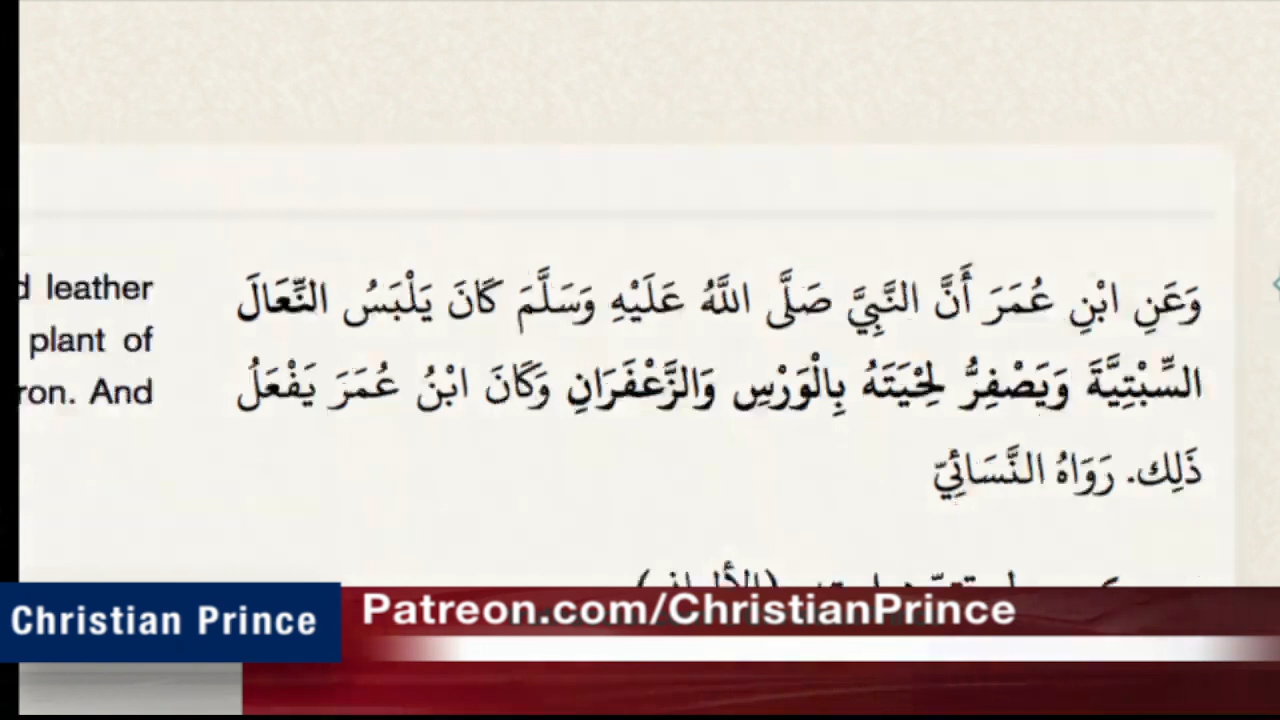 وَعَنِ ابْنِ عُمَرَ أَنَّ النَّبِيَّ صَلَّى اللَّهُ عَلَيْهِ وَسَلَّمَ كَانَ يَلْبَسُ النِّعَالَ
السِّبْتِيَّةَ وَيَصْفِرُّ لِحْيَتَهُ بِالْوَرْسِ وَالزَّعْفَرَانِ وَكَانَ ابْنُ عُمَرَ يَفْعَلُ
ذَلِك. رَوَاهُ النَّسَائِيّ
d leather
plant of
ron. And
Christian Prince
Patreon.com/ChristianPrince